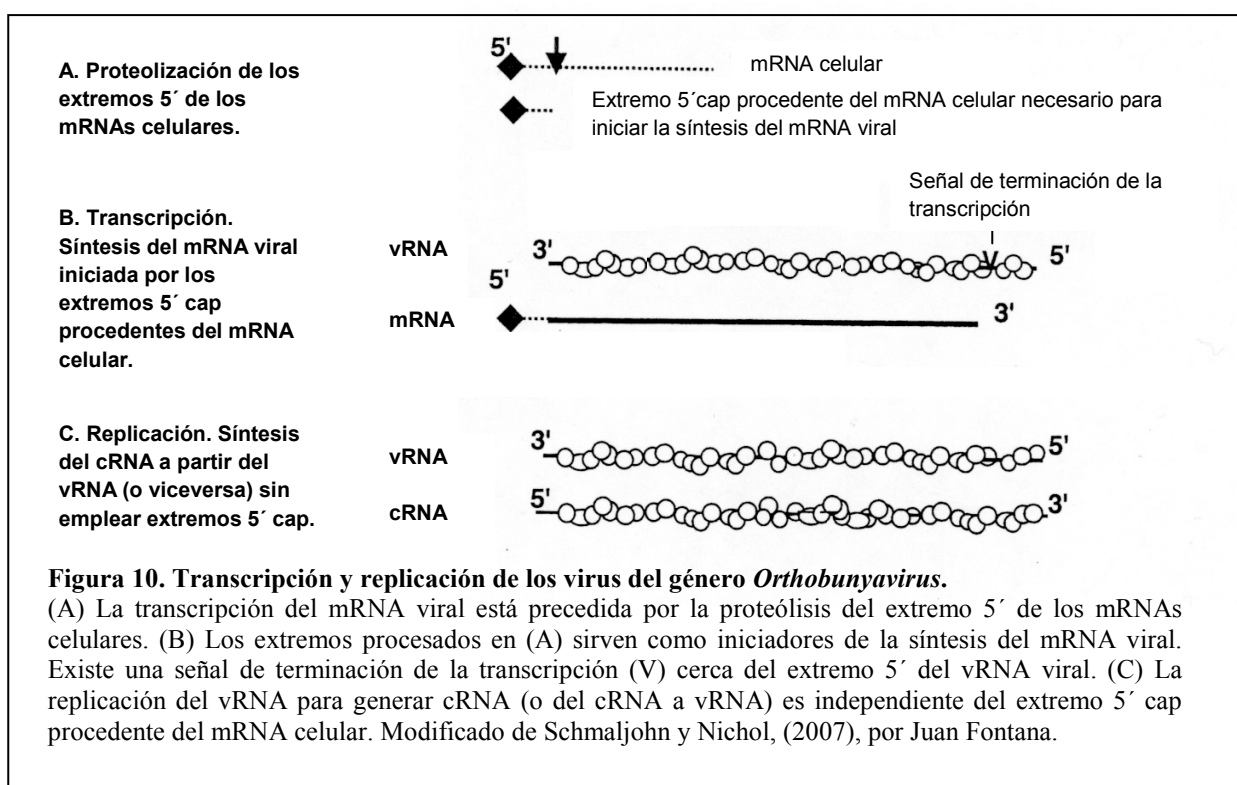 A. Proteolización de los
extremos 5´ de los
mRNAs celulares.
5'
mRNA celular
Extremo 5´cap procedente del mRNA celular necesario para
iniciar la síntesis del mRNA viral
Señal de terminación de la
transcripción
B. Transcripción.
Síntesis del mRNA viral
iniciada por los
extremos 5´ cap
procedentes del mRNA
celular.
vRNA
3'
V
5'
5'
mRNA
3'
C. Replicación. Síntesis
del cRNA a partir del
vRNA (o viceversa) sin
emplear extremos 5´ cap.
vRNA
3'
5'
cRNA
5'
3'
Figura 10. Transcripción y replicación de los virus del género Orthobunyavirus.
(A) La transcripción del mRNA viral está precedida por la proteólisis del extremo 5´ de los mRNAs
celulares. (B) Los extremos procesados en (A) sirven como iniciadores de la síntesis del mRNA viral.
Existe una señal de terminación de la transcripción (V) cerca del extremo 5´ del vRNA viral. (C) La
replicación del vRNA para generar cRNA (o del cRNA a vRNA) es independiente del extremo 5´ cap
procedente del mRNA celular. Modificado de Schmaljohn y Nichol, (2007), por Juan Fontana.